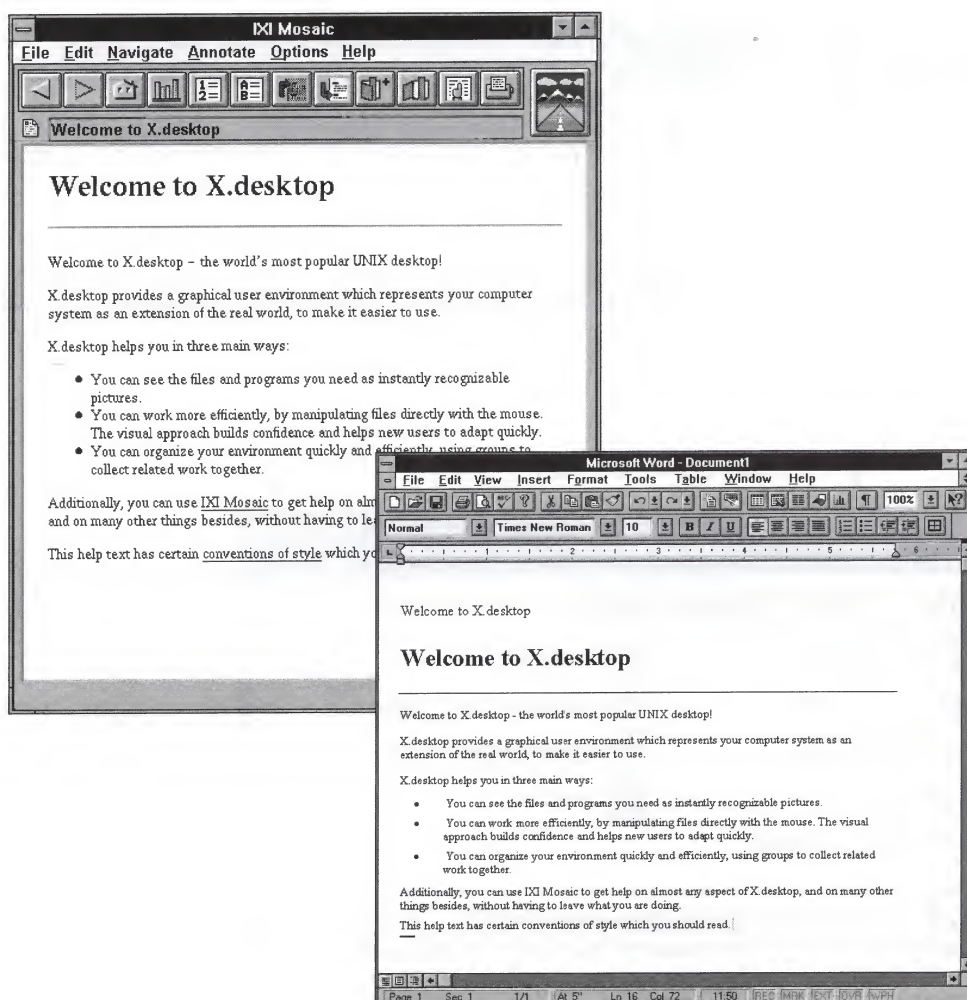 IXI Mosaic
File Edit Navigate Annotate Options Help
1= 2= A= B=
Welcome to X.desktop
Welcome to X.desktop
Welcome to X.desktop – the world's most popular UNIX desktop!
X.desktop provides a graphical user environment which represents your computer
system as an extension of the real world, to make it easier to use.
X.desktop helps you in three main ways:
● You can see the files and programs you need as instantly recognizable
pictures.
● You can work more efficiently, by manipulating files directly with the mouse.
The visual approach builds confidence and helps new users to adapt quickly.
● You can organize your environment quickly and efficiently, using groups to
collect related work together.
Additionally, you can use IXI Mosaic to get help on
and on many other things besides, without having to
This help text has certain conventions of style which
Microsoft Word - Document1
File Edit View Insert Format Tools Table Window Help
100%
Normal Times New Roman 10 B I U
1 2 3 4 5 6
Welcome to X.desktop
Welcome to X.desktop
Welcome to X.desktop - the world's most popular UNIX desktop!
X.desktop provides a graphical user environment which represents your computer system as an
extension of the real world, to make it easier to use.
X.desktop helps you in three main ways:
• You can see the files and programs you need as instantly recognizable pictures.
• You can work more efficiently, by manipulating files directly with the mouse. The visual
approach builds confidence and helps new users to adapt quickly.
• You can organize your environment quickly and efficiently, using groups to collect related
work together.
Additionally, you can use IXI Mosaic to get help on almost any aspect of X.desktop, and on many other
things besides, without having to leave what you are doing.
This help text has certain conventions of style which you should read.
Page 1 Sec 1 1/1 At 5" Ln 16 Col 72 11:50 REC MRK EXT OVR WPH